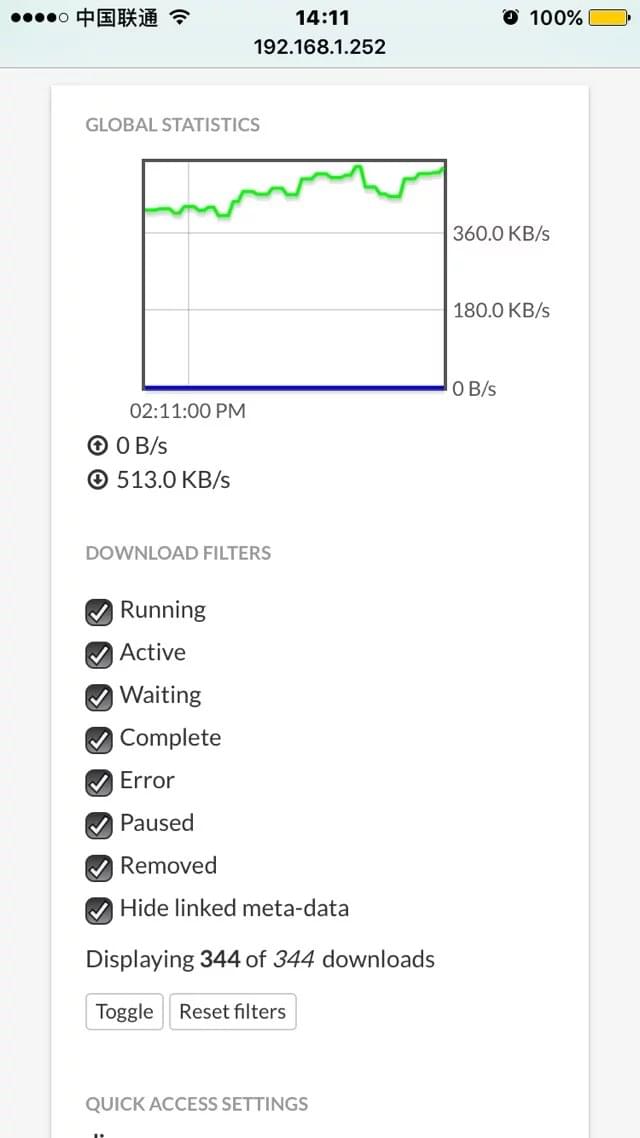 中国联通 14:11 100%
192.168.1.252
GLOBAL STATISTICS
360.0 KB/s
180.0 KB/s
0 B/s
02:11:00 PM
0 B/s
513.0 KB/s
DOWNLOAD FILTERS
Running
Active
Waiting
Complete
Error
Paused
Removed
Hide linked meta-data
Displaying 344 of 344 downloads
Toggle Reset filters
QUICK ACCESS SETTINGS